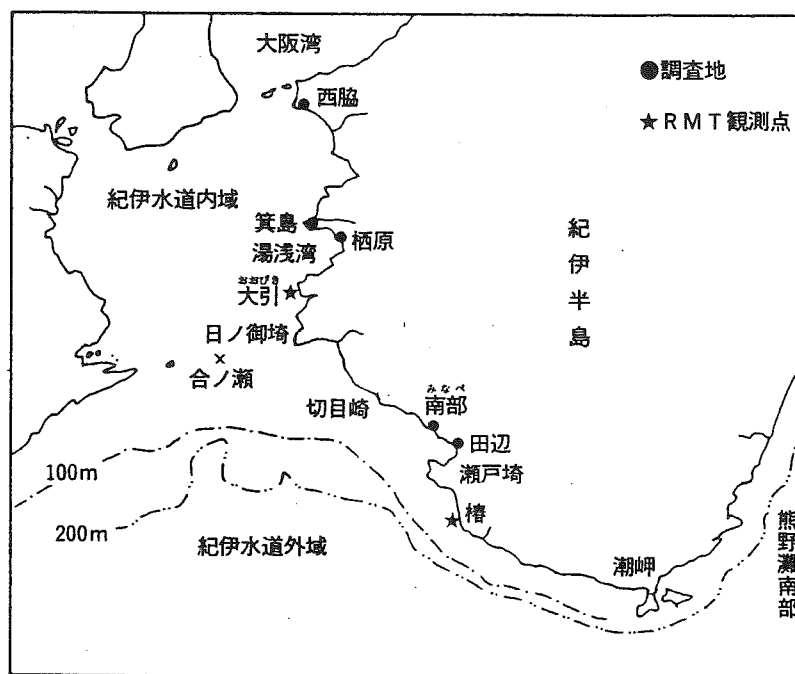 大阪湾
●調査地
西脇
★RMT観測点
紀伊水道内域
箕島
栖原
湯浅湾
紀伊半島
おおびき
大引
日ノ御埼
合ノ瀬
みなべ
南部
切目崎
田辺
瀬戸埼
100m
椿
200m
紀伊水道外域
熊野灘南部
潮岬